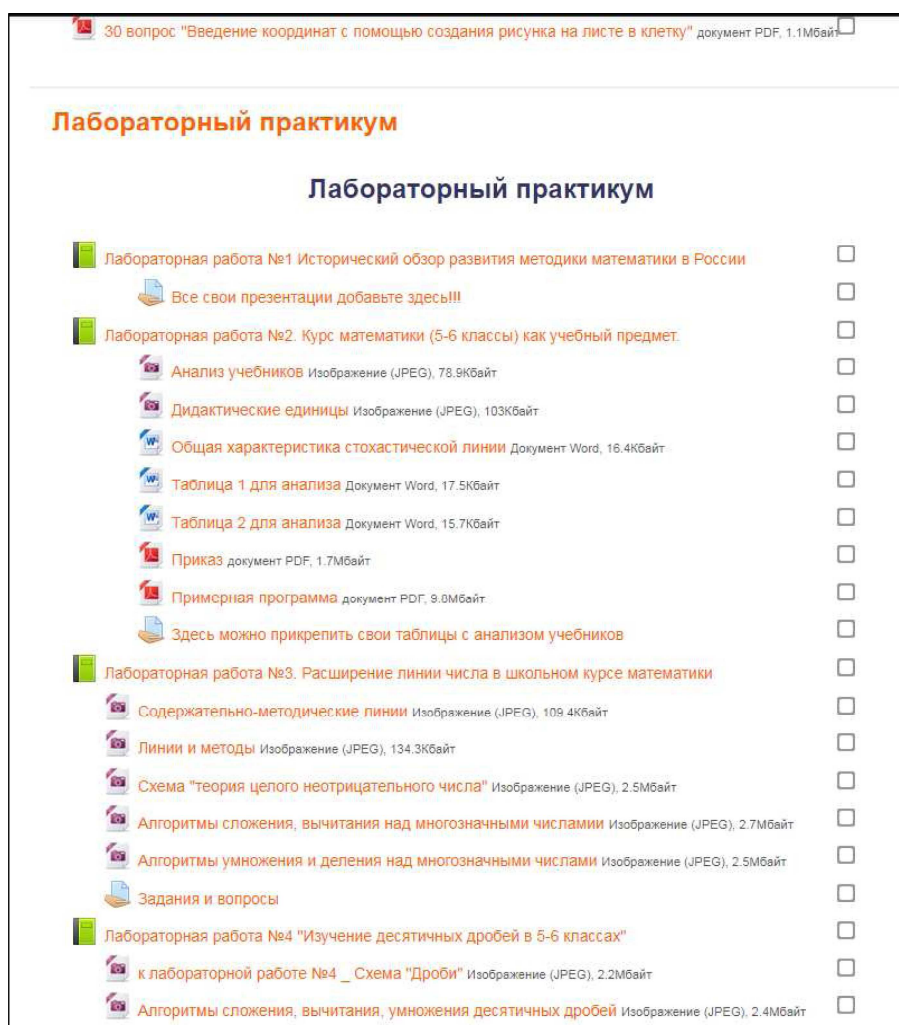 30 вопрос "Введение координат с помощью создания рисунка на листе в клетку" документ PDF, 1.1Мбайт
Лабораторный практикум
Лабораторный практикум
Лабораторная работа №1 Исторический обзор развития методики математики в России
Все свои презентации добавьте здесь!!!
Лабораторная работа №2. Курс математики (5-6 классы) как учебный предмет.
Анализ учебников Изображение (JPEG), 78.9Кбайт
Дидактические единицы Изображение (JPEG), 103Кбайт
Общая характеристика стохастической линии Документ Word, 16.4Кбайт
Таблица 1 для анализа Документ Word, 17.5Кбайт
Таблица 2 для анализа Документ Word, 15.7Кбайт
Приказ документ PDF, 1.7Мбайт
Примерная программа документ PDF, 9.0Мбайт
Здесь можно прикрепить свои таблицы с анализом учебников
Лабораторная работа №3. Расширение линии числа в школьном курсе математики
Содержательно-методические линии Изображение (JPEG), 109.4Кбайт
Линии и методы Изображение (JPEG), 134.3Кбайт
Схема "теория целого неотрицательного числа" Изображение (JPEG), 2.5Мбайт
Алгоритмы сложения, вычитания над многозначными числамии Изображение (JPEG), 2.7Мбайт
Алгоритмы умножения и деления над многозначными числами Изображение (JPEG), 2.5Мбайт
Задания и вопросы
Лабораторная работа №4 "Изучение десятичных дробей в 5-6 классах"
к лабораторной работе №4 _ Схема "Дроби" Изображение (JPEG), 2.2Мбайт
Алгоритмы сложения, вычитания, умножения десятичных дробей Изображение (JPEG), 2.4Мбайт